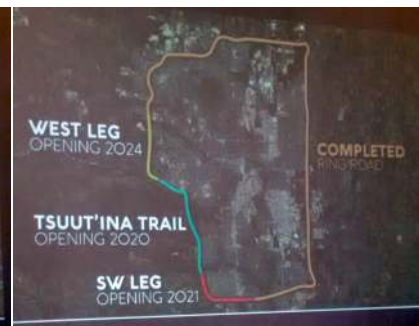 WEST LEG
OPENING 2024
COMPLETED
RING ROAD
TSUUT'INA TRAIL
OPENING 2020
SW LEG
OPENING 2021